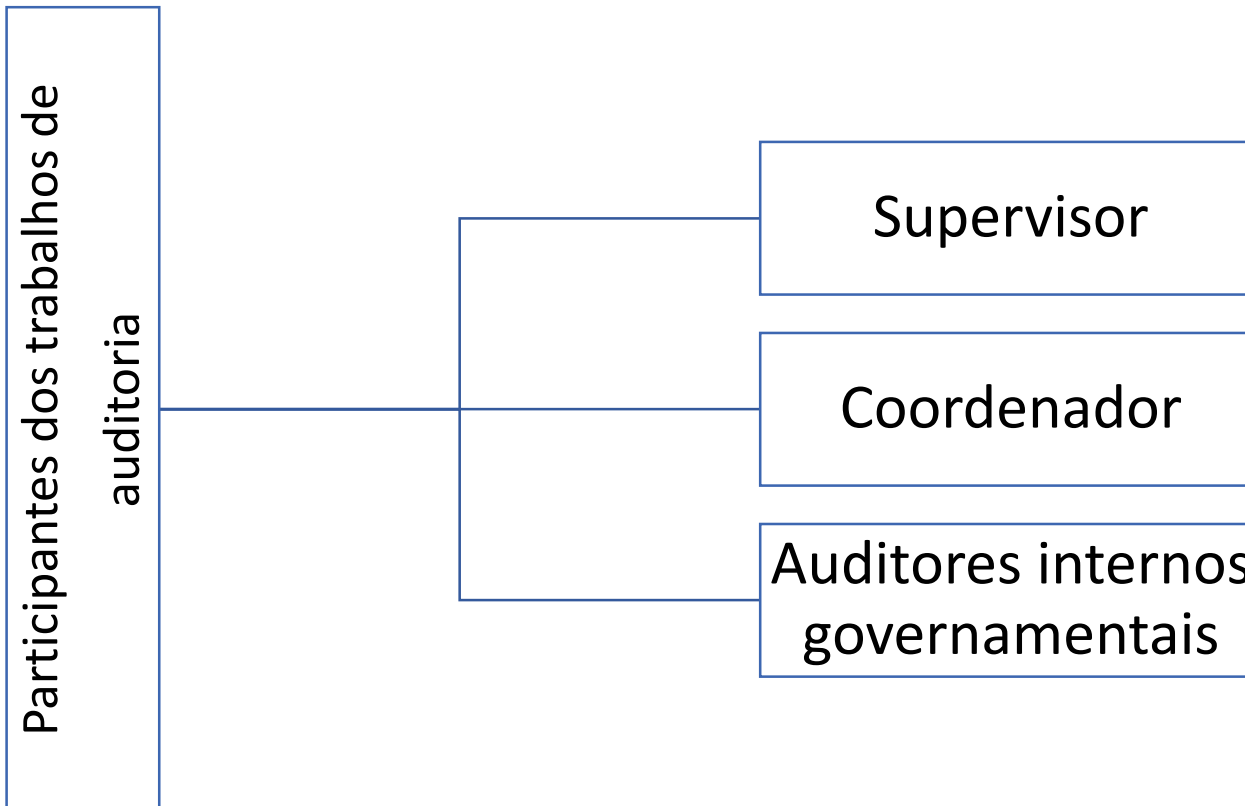 Participantes dos trabalhos de
auditoria
Supervisor
Coordenador
Auditores internos
governamentais